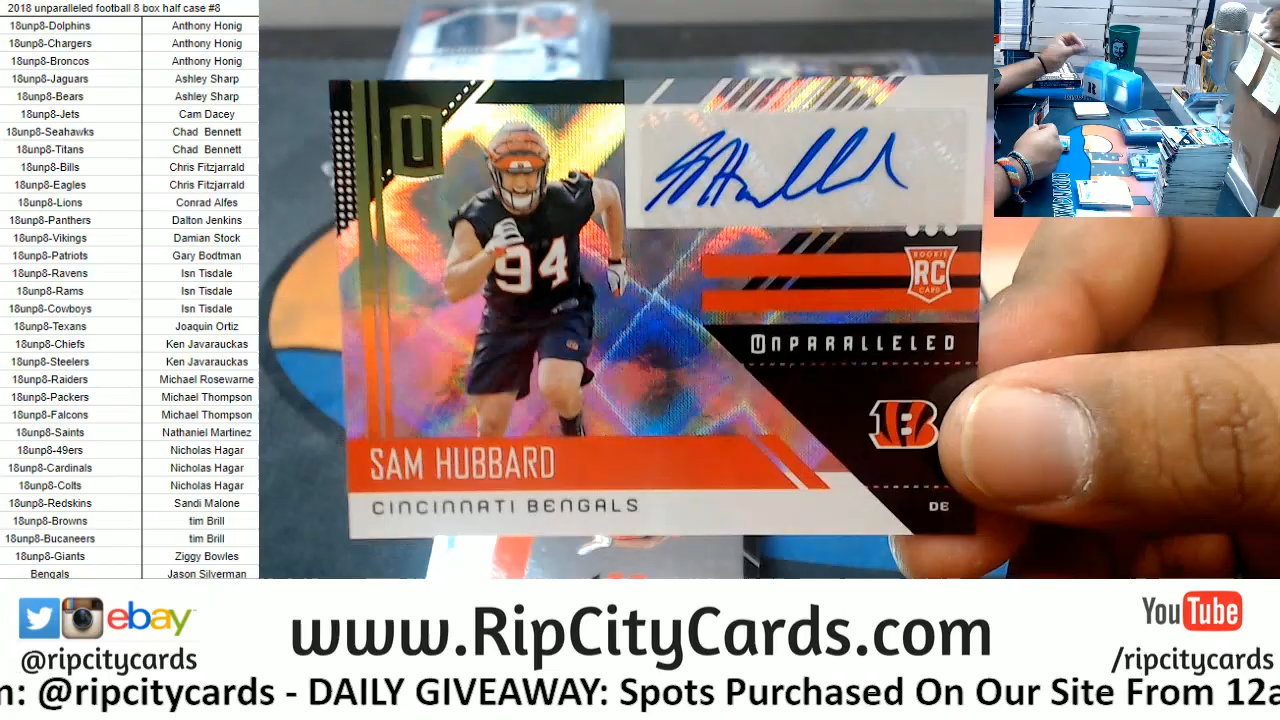 2018 unparalleled football 8 box half case #8
18unp8-Dolphins Anthony Honig
18unp8-Chargers Anthony Honig
18unp8-Broncos Anthony Honig
18unp8-Jaguars Ashley Sharp
18unp8-Bears Ashley Sharp
18unp8-Jets Cam Dacey
18unp8-Seahawks Chad Bennett
18unp8-Titans Chad Bennett
18unp8-Bills Chris Fitzjarrald
18unp8-Eagles Chris Fitzjarrald
18unp8-Lions Conrad Alfes
18unp8-Panthers Dalton Jenkins
18unp8-Vikings Damian Stock
18unp8-Patriots Gary Bodtman
18unp8-Ravens Isn Tisdale
18unp8-Rams Isn Tisdale
18unp8-Cowboys Isn Tisdale
18unp8-Texans Joaquin Ortiz
18unp8-Chiefs Ken Javarauckas
18unp8-Steelers Ken Javarauckas
18unp8-Raiders Michael Rosewarne
18unp8-Packers Michael Thompson
18unp8-Falcons Michael Thompson
18unp8-Saints Nathaniel Martinez
18unp8-49ers Nicholas Hagar
18unp8-Cardinals Nicholas Hagar
18unp8-Colts Nicholas Hagar
18unp8-Redskins Sandi Malone
18unp8-Browns tim Brill
18unp8-Bucaneers tim Brill
18unp8-Giants Ziggy Bowles
Bengals Jason Silverman
U
94
ROOKIE
RC
CARD
UNPARALLELED
B
SAM HUBBARD
CINCINNATI BENGALS
DE
ebay
@ripcitycards
www.RipCityCards.com
YouTube
/ripcitycards
n: @ripcitycards - DAILY GIVEAWAY: Spots Purchased On Our Site From 12a